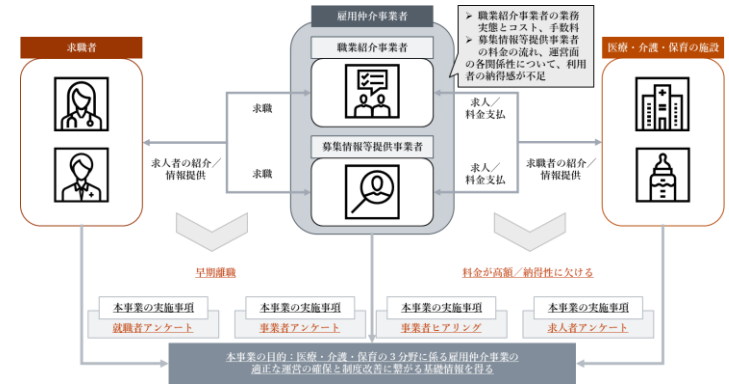 雇用仲介事業者
➢ 職業紹介事業者の業務
実態とコスト、手数料
➢ 募集情報等提供事業者
の料金の流れ、運営面
の各関係性について、利用
者の納得感が不足
求職者
職業紹介事業者
医療・介護・保育の施設
求職
求人／
料金支払
募集情報等提供事業者
求人者の紹介／
情報提供
求職
求人／
料金支払
求職者の紹介／
情報提供
早期離職
料金が高額／納得性に欠ける
本事業の実施事項
就職者アンケート
本事業の実施事項
事業者アンケート
本事業の実施事項
事業者ヒアリング
本事業の実施事項
求人者アンケート
本事業の目的：医療・介護・保育の３分野に係る雇用仲介事業の
適正な運営の確保と制度改善に繋がる基礎情報を得る